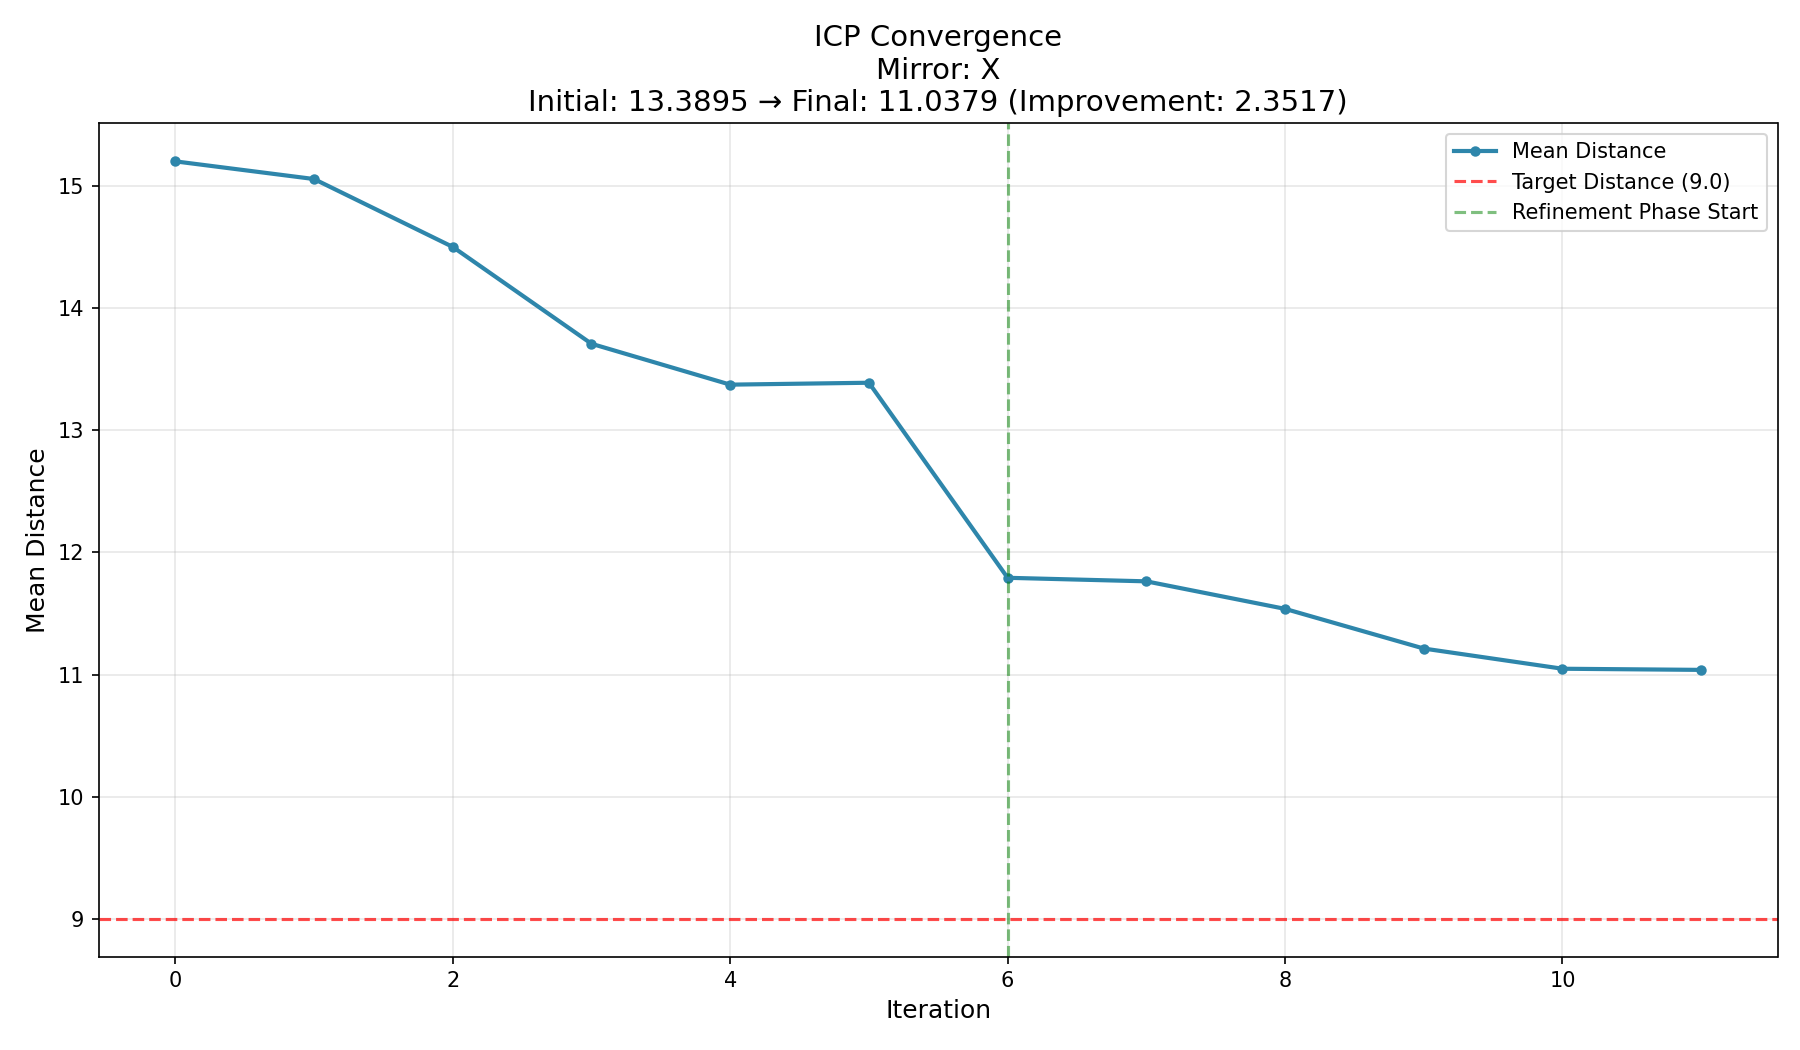 ICP Convergence
Mirror: X
Initial: 13.3895 → Final: 11.0379 (Improvement: 2.3517)
Mean Distance
Target Distance (9.0)
Refinement Phase Start
Mean Distance
15
14
13
12
11
10
9
0 2 4 6 8 10
Iteration